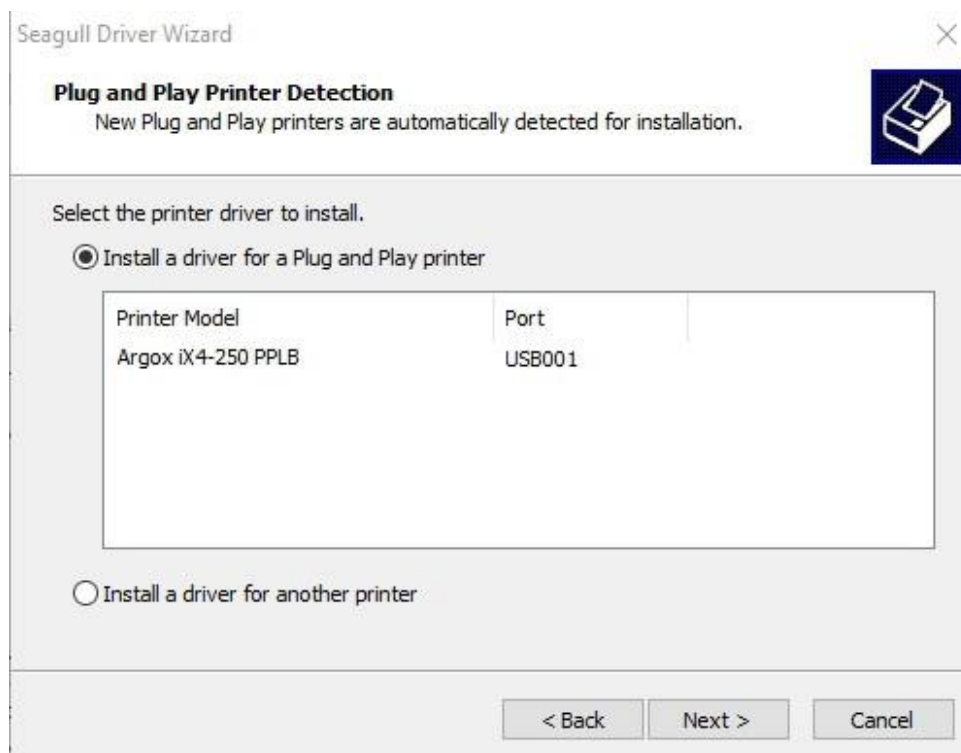 Seagull Driver Wizard
Plug and Play Printer Detection
New Plug and Play printers are automatically detected for installation.
Select the printer driver to install.
Install a driver for a Plug and Play printer
Printer Model Port
Argox iX4-250 PPLB USB001
Install a driver for another printer
< Back Next > Cancel